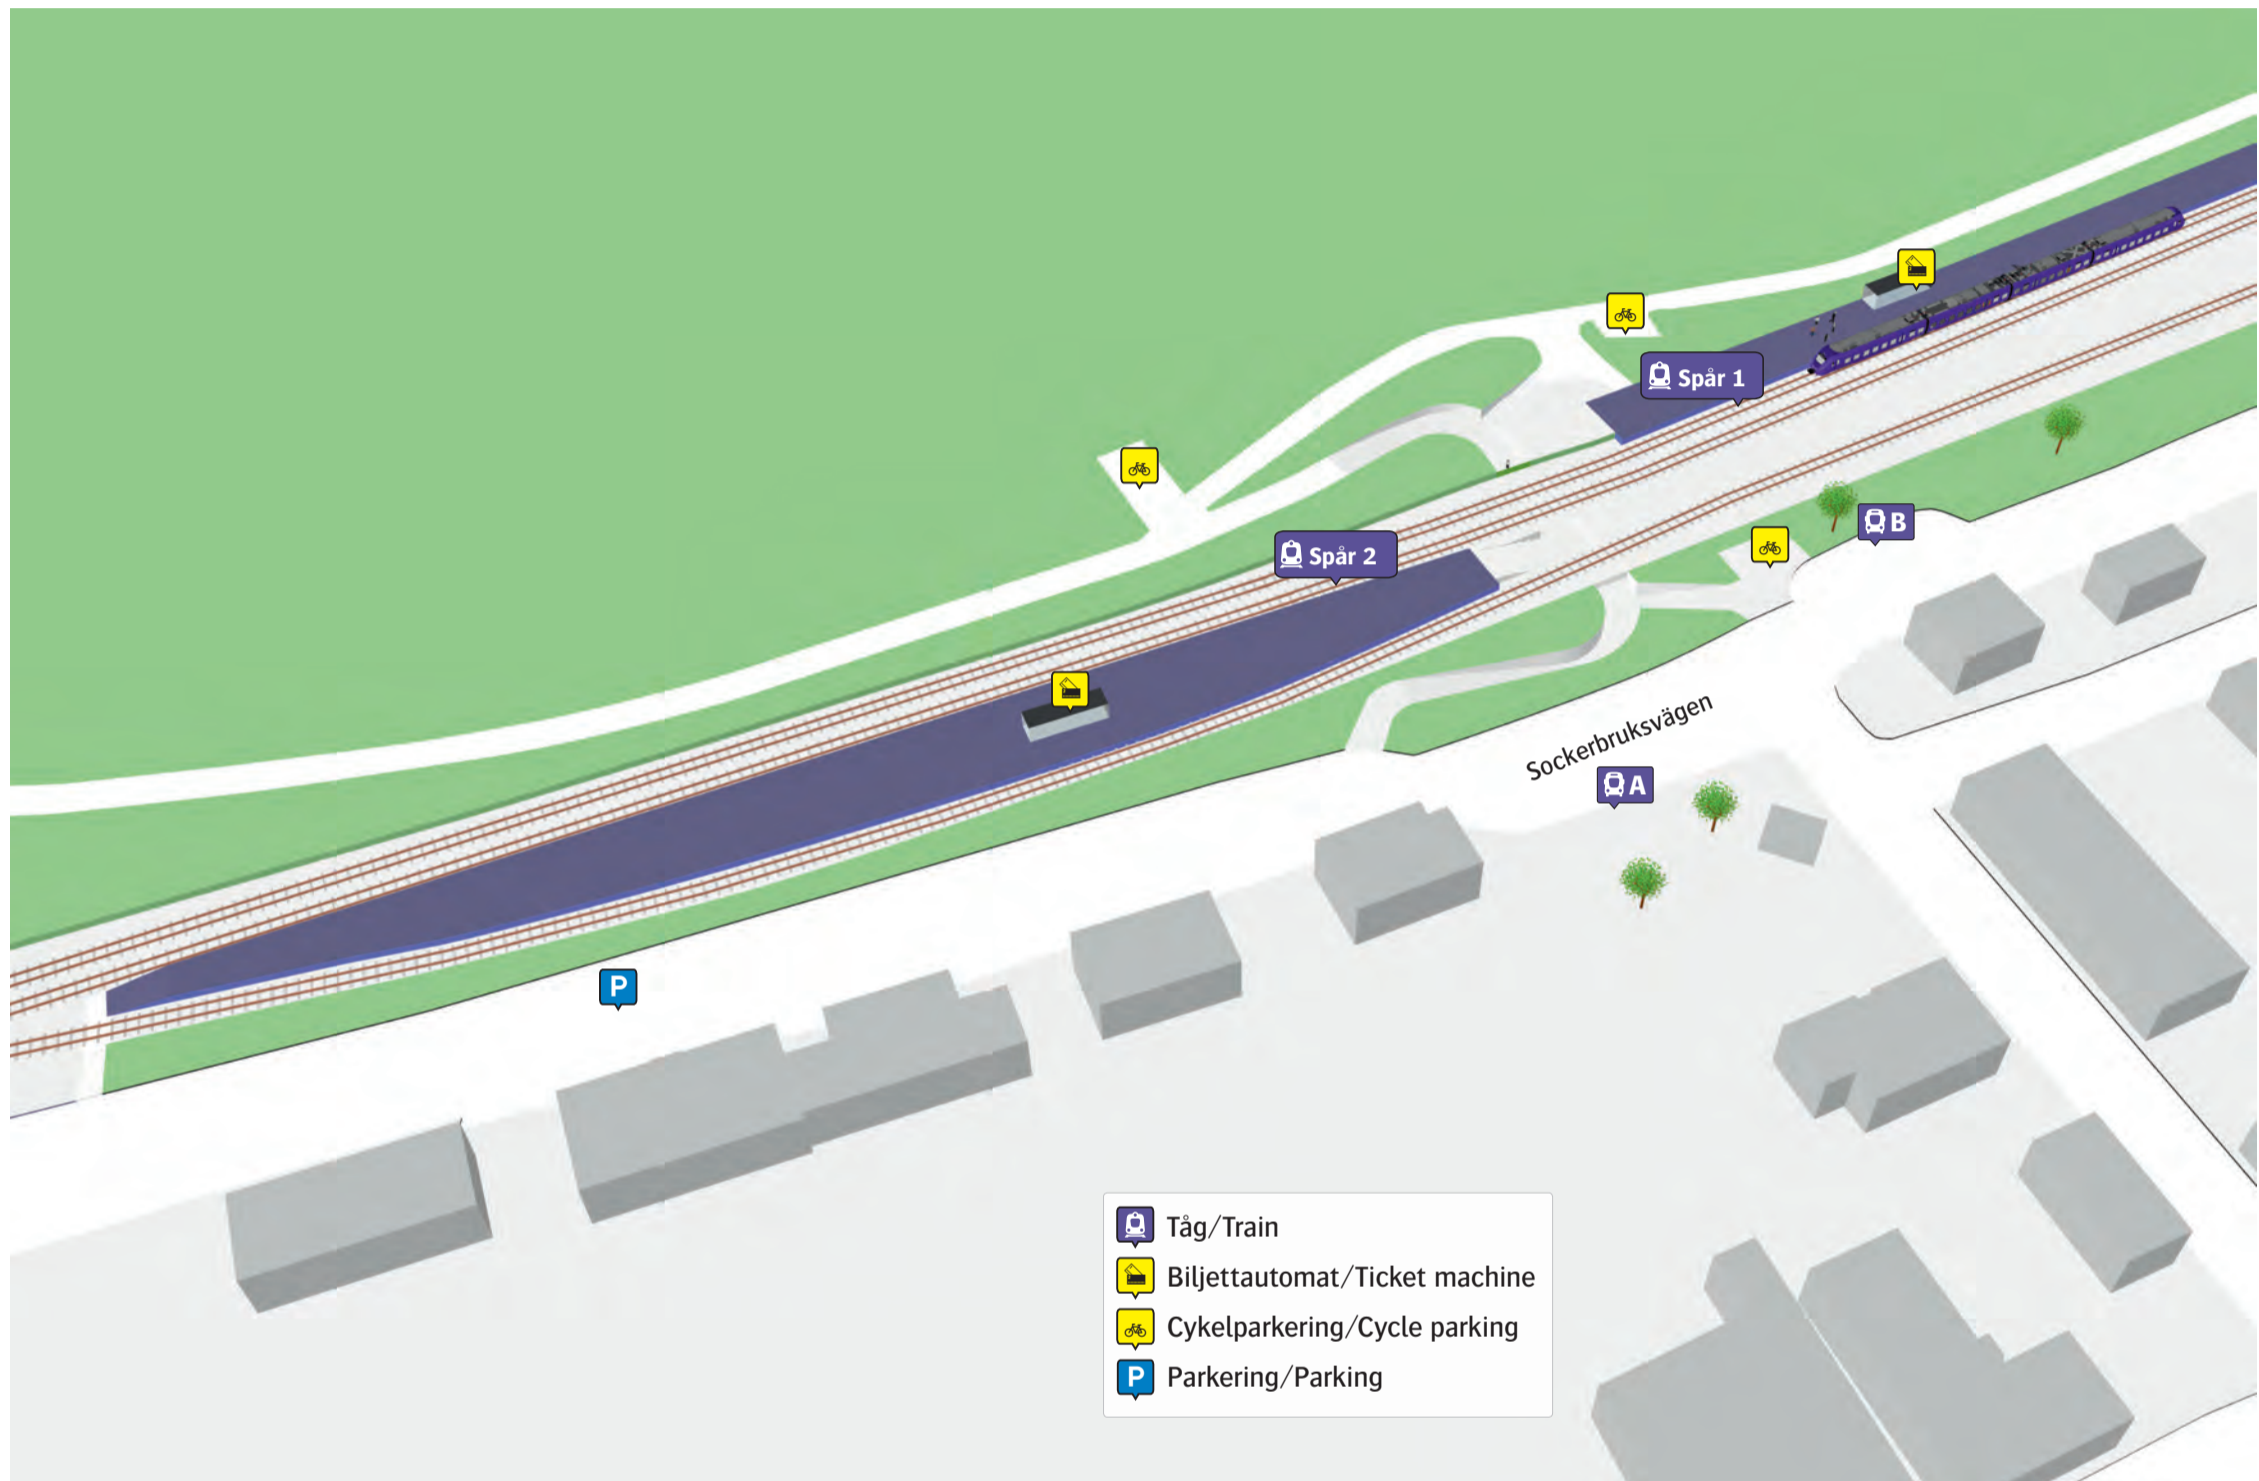 Spår 1
B
Spår 2
Sockerbruksvägen
A
P
Tåg/Train
Biljettautomat/Ticket machine
Cykelparkering/Cycle parking
P Parkering/Parking